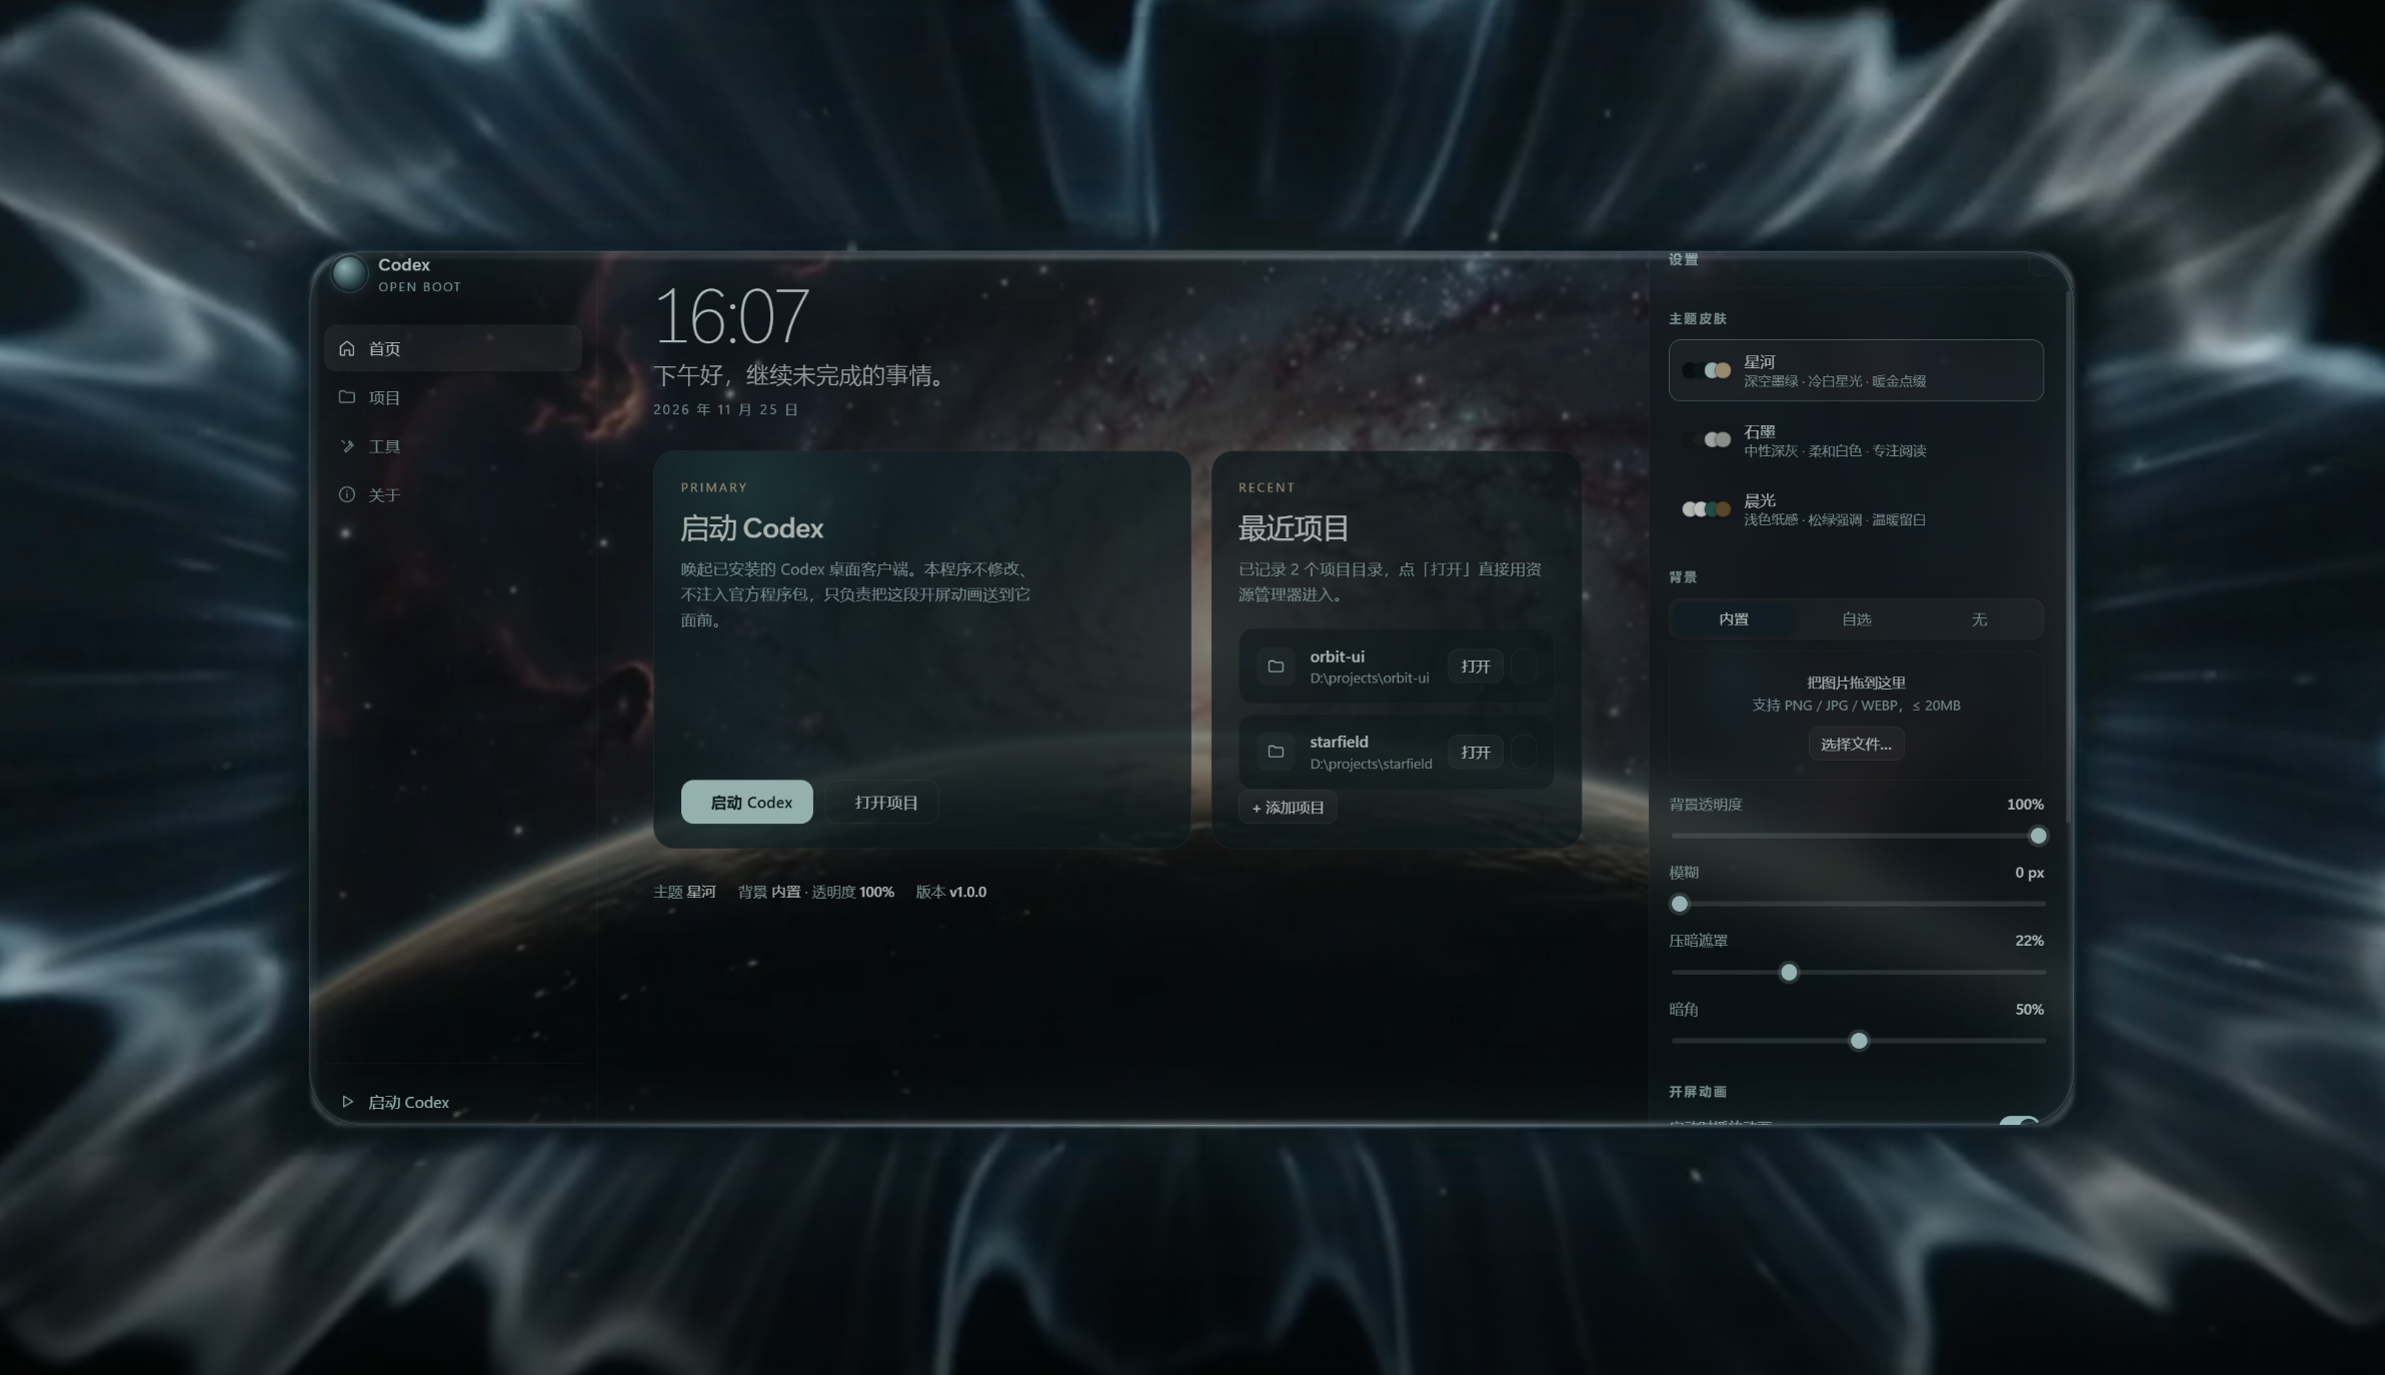 Codex
OPEN BOOT
首页
项目
工具
关于
启动 Codex
16:07
下午好，继续未完成的事情。
2026 年 11 月 25 日
PRIMARY
启动 Codex
唤起已安装的 Codex 桌面客户端。本程序不修改、
不注入官方程序包，只负责把这段开屏动画送到它
面前。
启动 Codex
打开项目
RECENT
最近项目
已记录 2 个项目目录，点「打开」直接用资
源管理器进入。
orbit-ui
D:\projects\orbit-ui
打开
starfield
D:\projects\starfield
打开
+ 添加项目
主题 星河 背景 内置 · 透明度 100% 版本 v1.0.0
设置
主题皮肤
星河
深空墨绿 · 冷白星光 · 暖金点缀
石墨
中性深灰 · 柔和白色 · 专注阅读
晨光
浅色纸感 · 松绿强调 · 温暖留白
背景
内置 自选 无
把图片拖到这里
支持 PNG / JPG / WEBP，≤ 20MB
选择文件...
背景透明度 100%
模糊 0 px
压暗遮罩 22%
暗角 50%
开屏动画